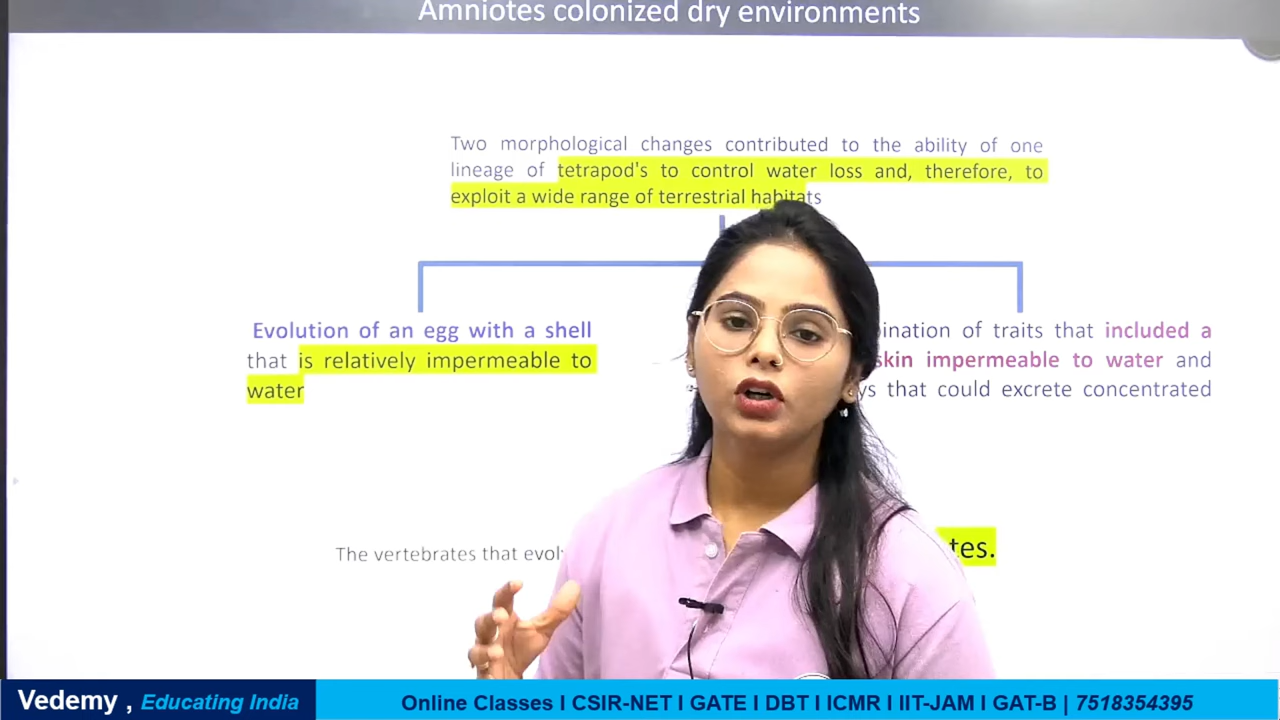 Amniotes colonized dry environments
Two morphological changes contributed to the ability of one
lineage of tetrapod's to control water loss and, therefore, to
exploit a wide range of terrestrial habitats
Evolution of an egg with a shell
that is relatively impermeable to
water
bination of traits that included a
skin impermeable to water and
ys that could excrete concentrated
The vertebrates that evol
tes.
Vedemy , Educating India
Online Classes I CSIR-NET I GATE I DBT I ICMR I IIT-JAM I GAT-B | 7518354395